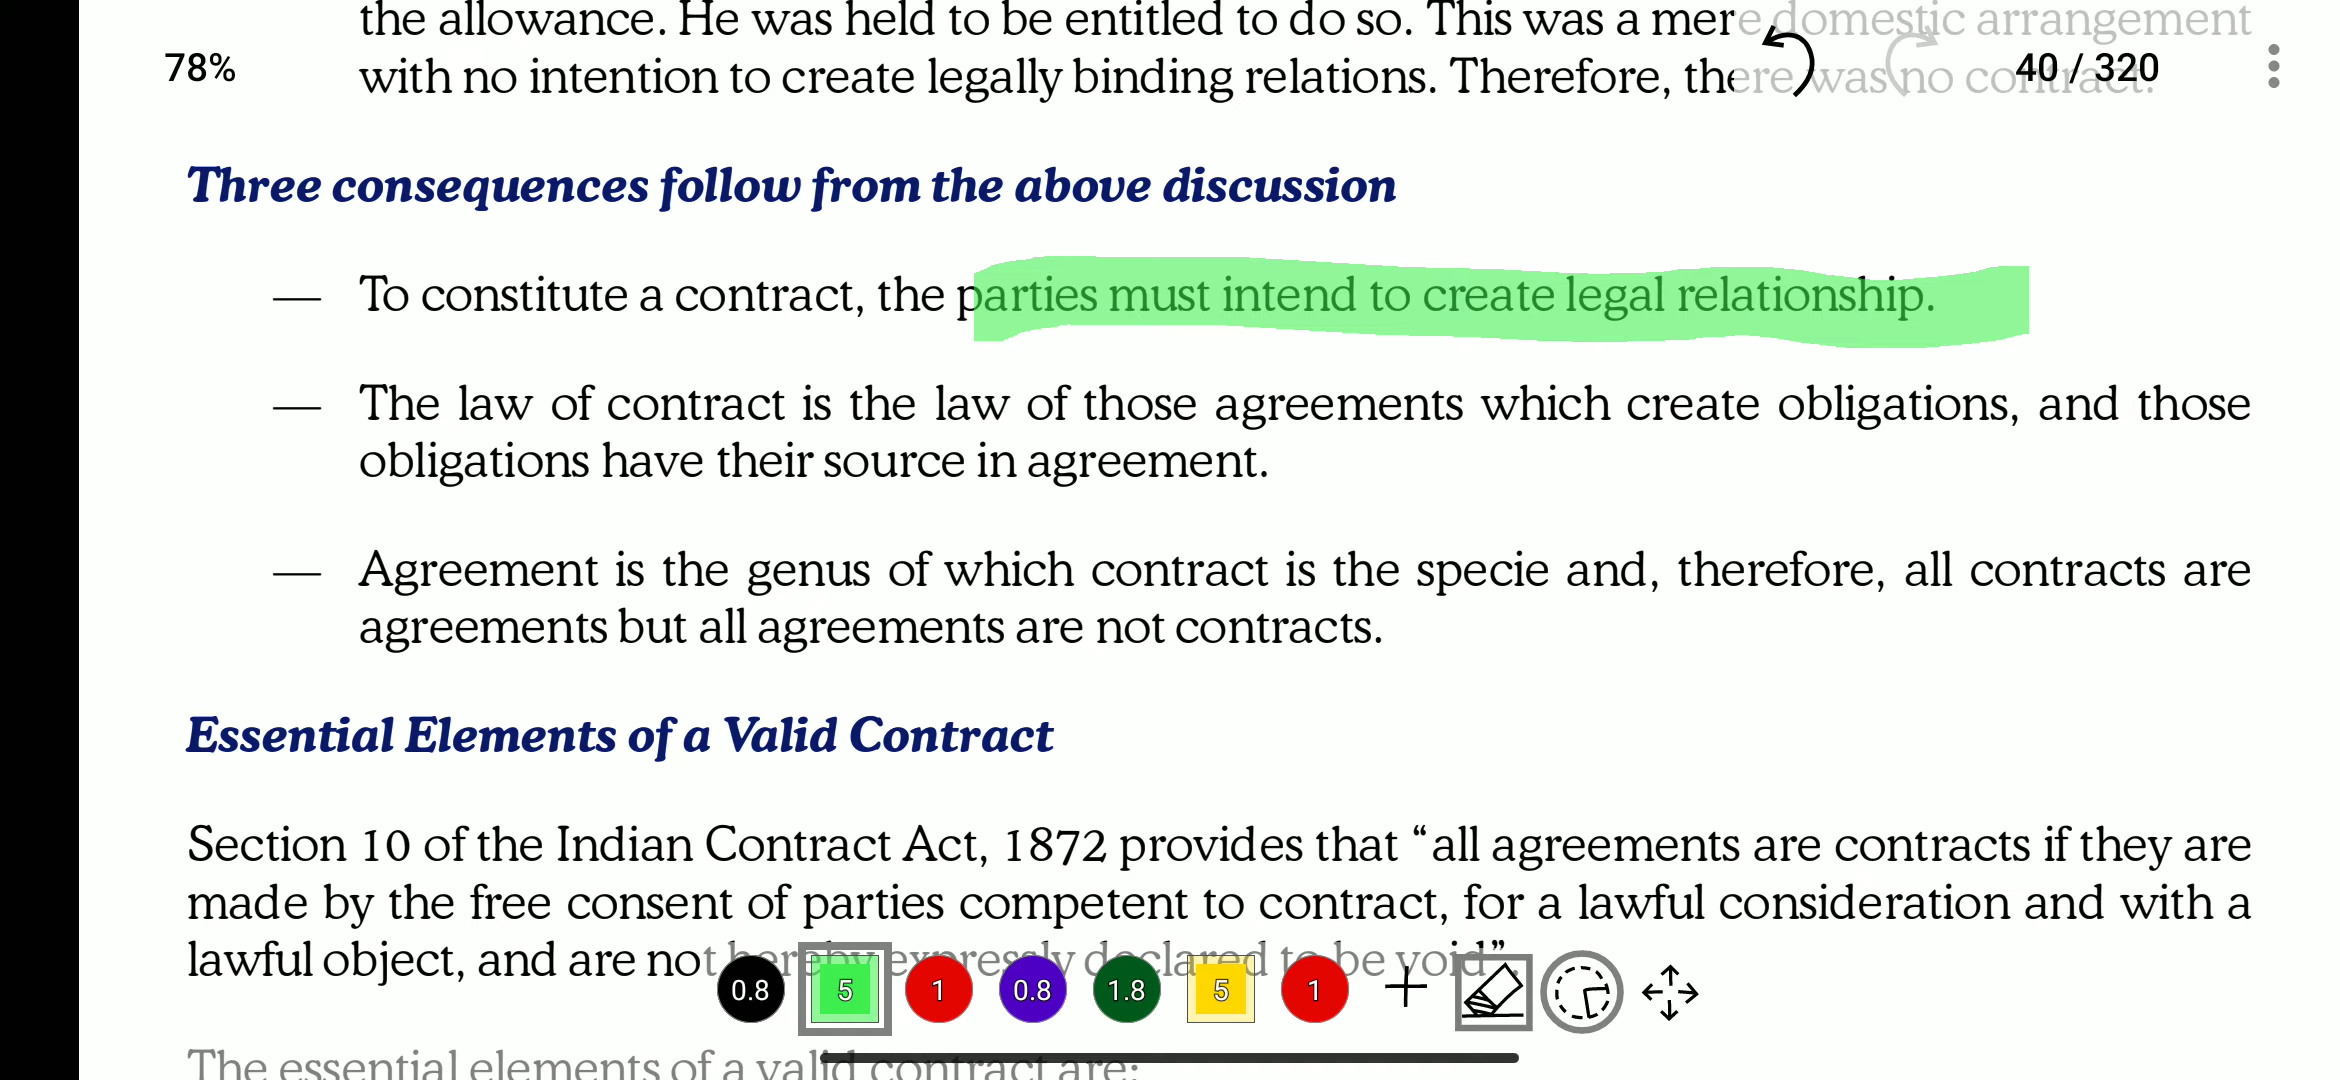 the allowance. He was held to be entitled to do so. This was a mere domestic arrangement
78%
with no intention to create legally binding relations. Therefore, there was no contract.
40 / 320
Three consequences follow from the above discussion
— To constitute a contract, the parties must intend to create legal relationship.
— The law of contract is the law of those agreements which create obligations, and those
obligations have their source in agreement.
— Agreement is the genus of which contract is the specie and, therefore, all contracts are
agreements but all agreements are not contracts.
Essential Elements of a Valid Contract
Section 10 of the Indian Contract Act, 1872 provides that “all agreements are contracts if they are
made by the free consent of parties competent to contract, for a lawful consideration and with a
lawful object, and are not hereby expressly declared to be void”.
0.8 5 1 0.8 1.8 5 1
The essential elements of a valid contract are: